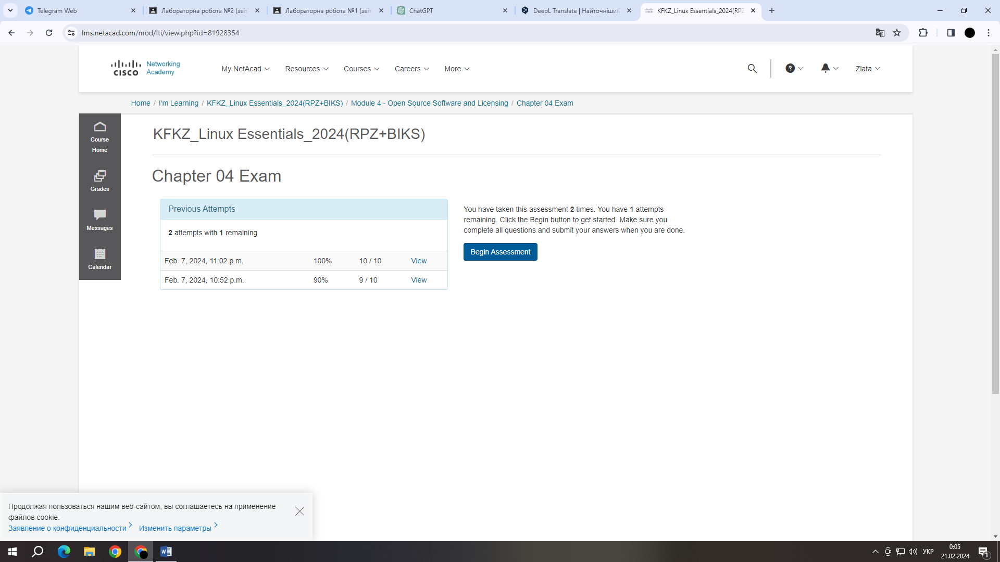 Telegram Web
Лабораторна робота №2 (звіт
Лабораторна робота №1 (звіт
ChatGPT
DeepL Translate | Найточніший
KFKZ_Linux Essentials_2024(RPZ
lms.netacad.com/mod/lti/view.php?id=81928354
CISCO
Networking
Academy
My NetAcad
Resources
Courses
Careers
More
?
Zlata
Home / I'm Learning / KFKZ_Linux Essentials_2024(RPZ+BIKS) / Module 4 - Open Source Software and Licensing / Chapter 04 Exam
Course
Home
Grades
Messages
Calendar
KFKZ_Linux Essentials_2024(RPZ+BIKS)
Chapter 04 Exam
Previous Attempts
2 attempts with 1 remaining
Feb. 7, 2024, 11:02 p.m. 100% 10 / 10 View
Feb. 7, 2024, 10:52 p.m. 90% 9 / 10 View
You have taken this assessment 2 times. You have 1 attempts
remaining. Click the Begin button to get started. Make sure you
complete all questions and submit your answers when you are done.
Begin Assessment
Продолжая пользоваться нашим веб-сайтом, вы соглашаетесь на применение
файлов cookie.
Заявление о конфиденциальности
Изменить параметры
УКР
0:05
21.02.2024
1